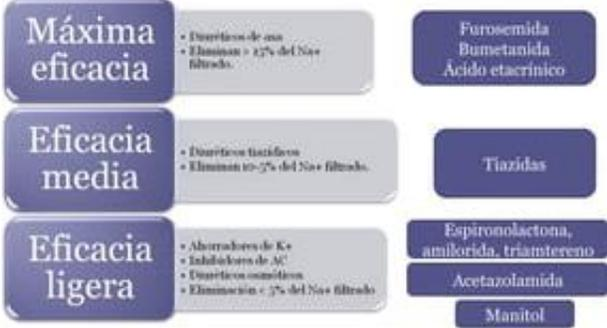 Máxima
eficacia
• Diuréticos de asa
• Eliminan > 15% del Na+
filtrado.
Furosemida
Bumetanida
Ácido etacrínico
Eficacia
media
• Diuréticos tiazídicos
• Eliminan 10-5% del Na+ filtrado.
Tiazidas
Eficacia
ligera
• Ahorradores de K+
• Inhibidores de AC
• Diuréticos osmóticos
• Eliminación < 5% del Na+ filtrado
Espironolactona,
amilorida, triamtereno
Acetazolamida
Manitol